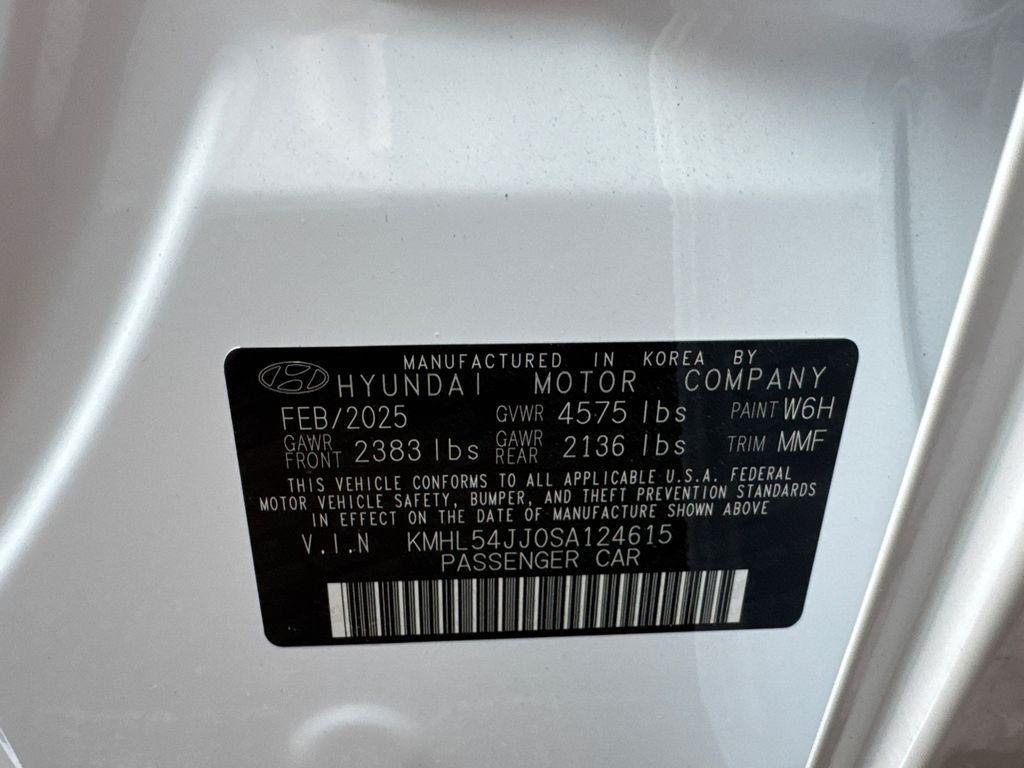 MANUFACTURED IN KOREA BY
HYUNDAI MOTOR COMPANY
FEB/2025 GVWR 4575 lbs PAINT W6H
GAWR FRONT 2383 lbs GAWR REAR 2136 lbs TRIM MMF
THIS VEHICLE CONFORMS TO ALL APPLICABLE U.S.A. FEDERAL
MOTOR VEHICLE SAFETY, BUMPER, AND THEFT PREVENTION STANDARDS
IN EFFECT ON THE DATE OF MANUFACTURE SHOWN ABOVE
V.I.N KMHL54JJ0SA124615
PASSENGER CAR